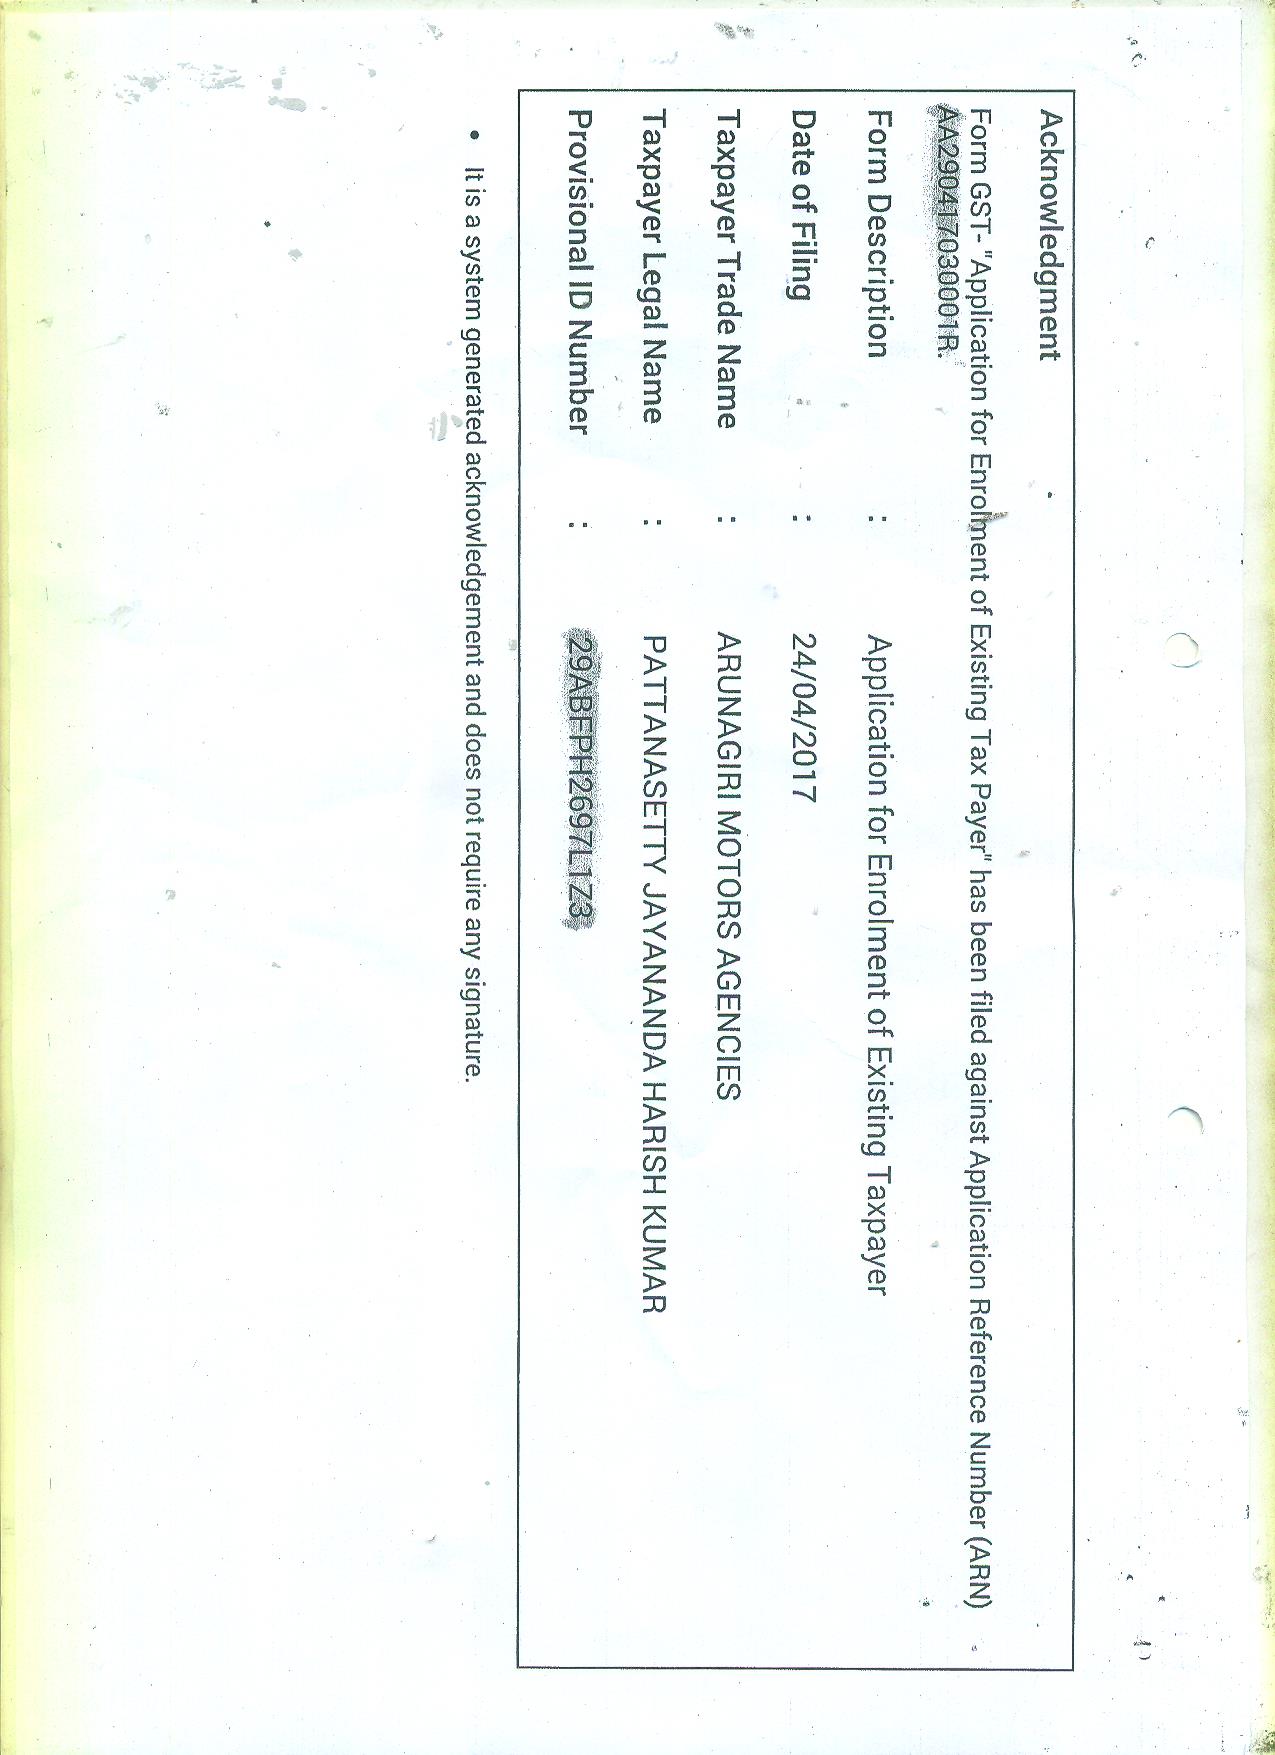 Acknowledgment
Form GST- "Application for Enrolment of Existing Tax Payer" has been filed against Application Reference Number (ARN)
AA290417030001R.
Form Description : Application for Enrolment of Existing Taxpayer
Date of Filing : 24/04/2017
Taxpayer Trade Name : ARUNAGIRI MOTORS AGENCIES
Taxpayer Legal Name : PATTANASETTY JAYANANDA HARISH KUMAR
Provisional ID Number : 29ABFPH2697L1Z3
• It is a system generated acknowledgement and does not require any signature.